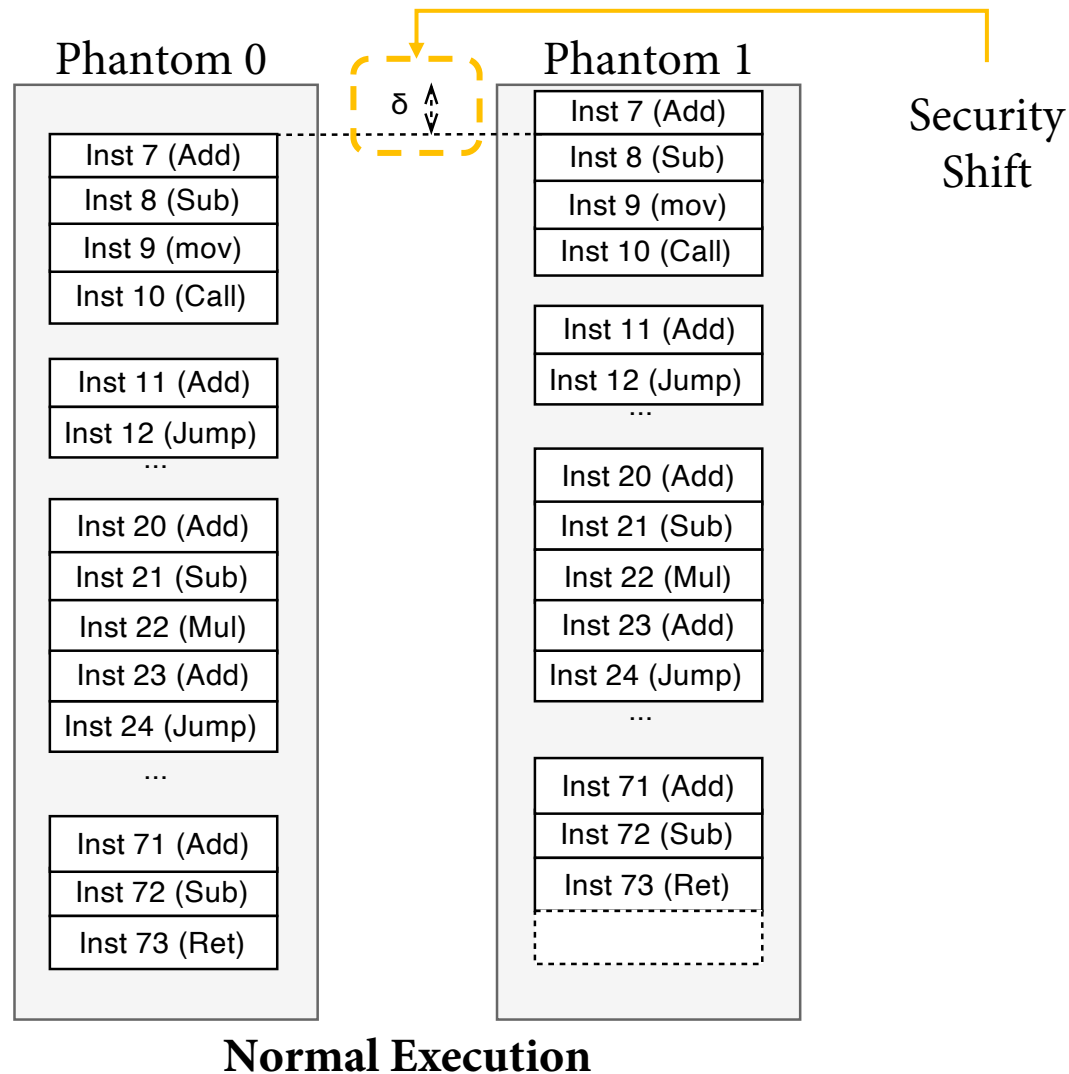 Phantom 0
δ
Phantom 1
Security
Shift
Inst 7 (Add)
Inst 8 (Sub)
Inst 9 (mov)
Inst 10 (Call)
Inst 11 (Add)
Inst 12 (Jump)
...
Inst 20 (Add)
Inst 21 (Sub)
Inst 22 (Mul)
Inst 23 (Add)
Inst 24 (Jump)
...
Inst 71 (Add)
Inst 72 (Sub)
Inst 73 (Ret)
Inst 7 (Add)
Inst 8 (Sub)
Inst 9 (mov)
Inst 10 (Call)
Inst 11 (Add)
Inst 12 (Jump)
...
Inst 20 (Add)
Inst 21 (Sub)
Inst 22 (Mul)
Inst 23 (Add)
Inst 24 (Jump)
...
Inst 71 (Add)
Inst 72 (Sub)
Inst 73 (Ret)
Normal Execution